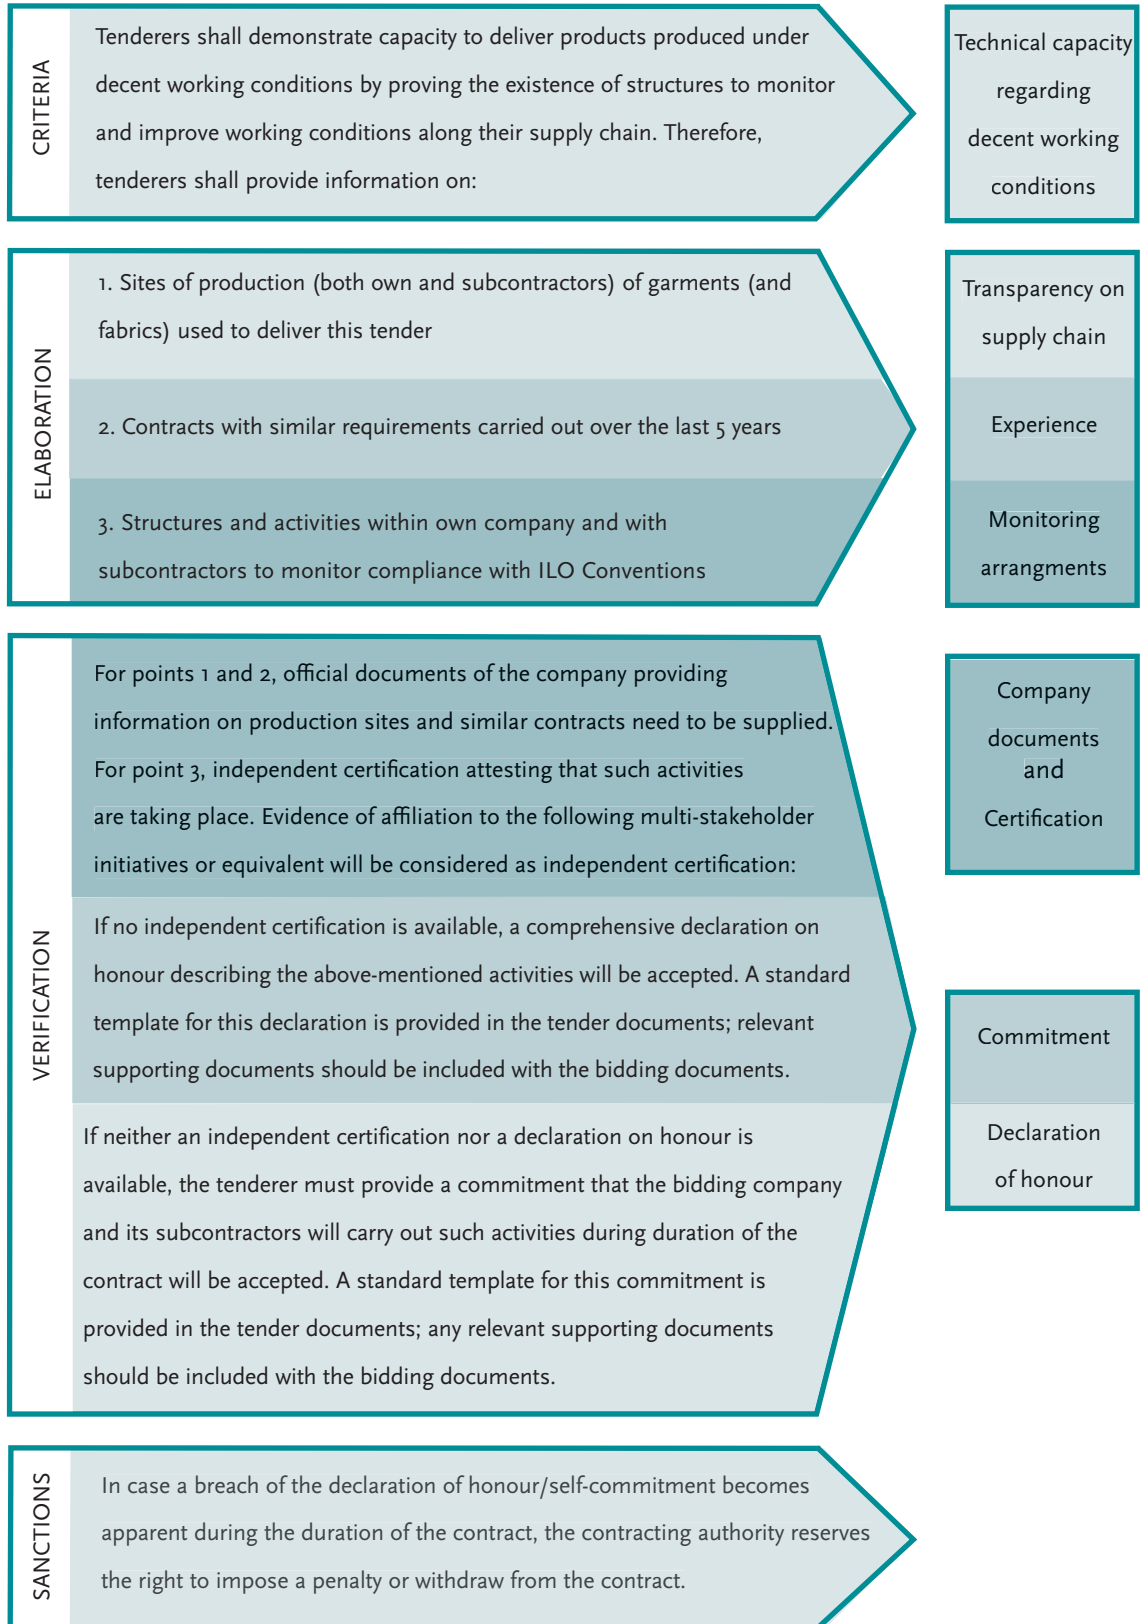 CRITERIA
Tenderers shall demonstrate capacity to deliver products produced under
decent working conditions by proving the existence of structures to monitor
and improve working conditions along their supply chain. Therefore,
tenderers shall provide information on:
Technical capacity
regarding
decent working
conditions
ELABORATION
1. Sites of production (both own and subcontractors) of garments (and
fabrics) used to deliver this tender
2. Contracts with similar requirements carried out over the last 5 years
3. Structures and activities within own company and with
subcontractors to monitor compliance with ILO Conventions
Transparency on
supply chain
Experience
Monitoring
arrangments
VERIFICATION
For points 1 and 2, official documents of the company providing
information on production sites and similar contracts need to be supplied.
For point 3, independent certification attesting that such activities
are taking place. Evidence of affiliation to the following multi-stakeholder
initiatives or equivalent will be considered as independent certification:
If no independent certification is available, a comprehensive declaration on
honour describing the above-mentioned activities will be accepted. A standard
template for this declaration is provided in the tender documents; relevant
supporting documents should be included with the bidding documents.
If neither an independent certification nor a declaration on honour is
available, the tenderer must provide a commitment that the bidding company
and its subcontractors will carry out such activities during duration of the
contract will be accepted. A standard template for this commitment is
provided in the tender documents; any relevant supporting documents
should be included with the bidding documents.
Company
documents
and
Certification
Commitment
Declaration
of honour
SANCTIONS
In case a breach of the declaration of honour/self-commitment becomes
apparent during the duration of the contract, the contracting authority reserves
the right to impose a penalty or withdraw from the contract.